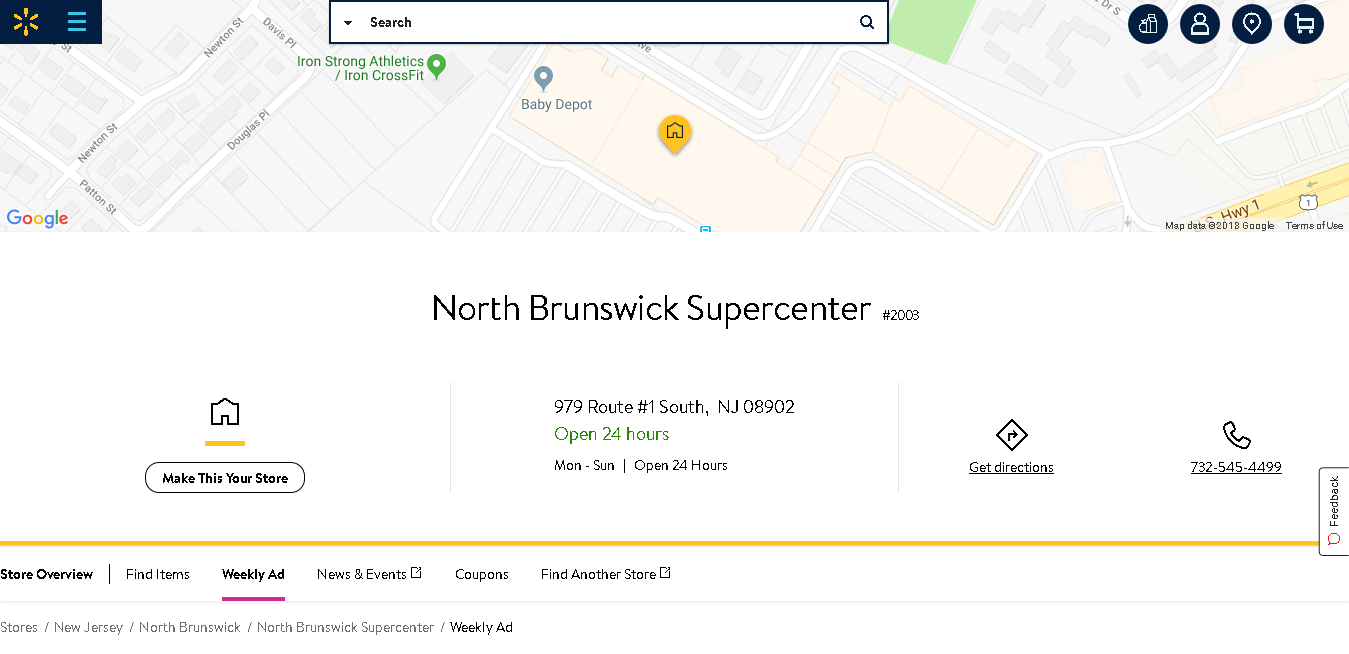 Search
Newton St
Davis Pl
Iron Strong Athletics
/ Iron CrossFit
Baby Depot
Newton St
Douglas Pl
Patton St
Google
S. Hwy 1
1
Map data ©2018 Google Terms of Use
North Brunswick Supercenter #2003
979 Route #1 South, NJ 08902
Open 24 hours
Mon - Sun | Open 24 Hours
Make This Your Store
Get directions
732-545-4499
Feedback
Store Overview | Find Items Weekly Ad News & Events Coupons Find Another Store
Stores / New Jersey / North Brunswick / North Brunswick Supercenter / Weekly Ad